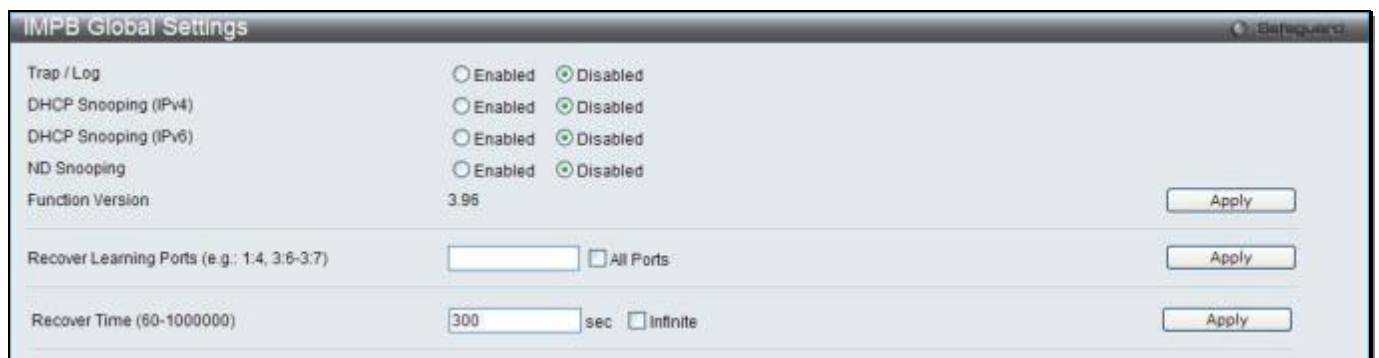 IMPB Global Settings
Safeguard
Trap / Log Enabled Disabled
DHCP Snooping (IPv4) Enabled Disabled
DHCP Snooping (IPv6) Enabled Disabled
ND Snooping Enabled Disabled
Function Version 3.96 Apply
Recover Learning Ports (e.g.: 1:4, 3:6-3:7) All Ports Apply
Recover Time (60-1000000) 300 sec Infinite Apply